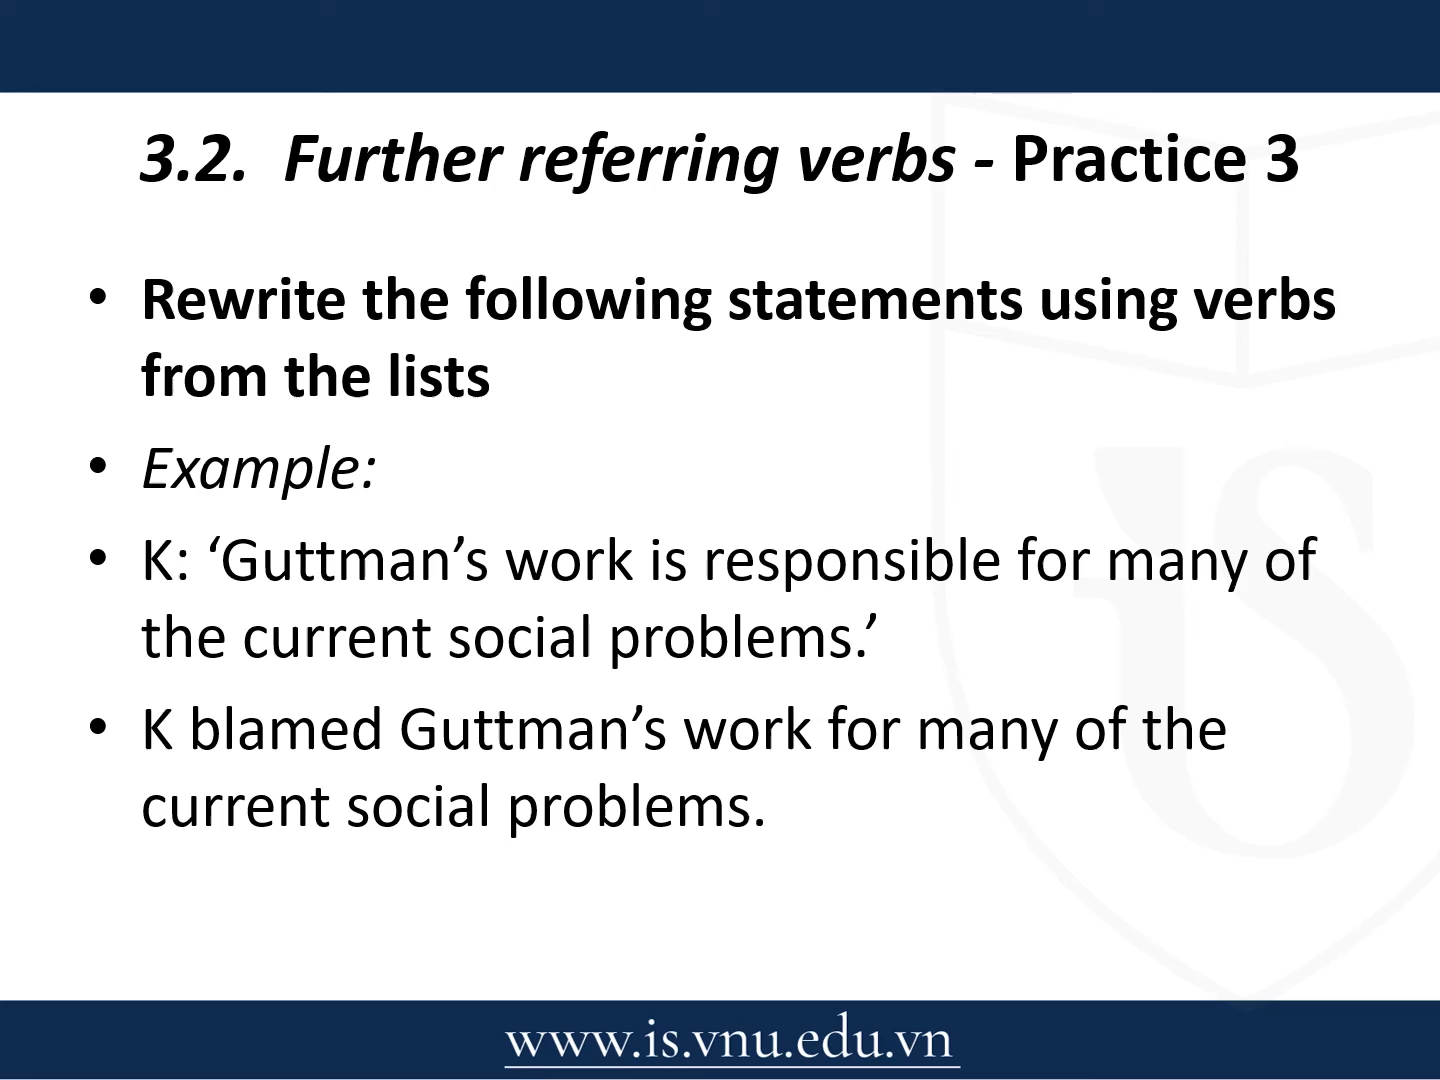 3.2. Further referring verbs - Practice 3
• Rewrite the following statements using verbs
from the lists
• Example:
• K: ‘Guttman’s work is responsible for many of
the current social problems.’
• K blamed Guttman’s work for many of the
current social problems.
iS
www.is.vnu.edu.vn